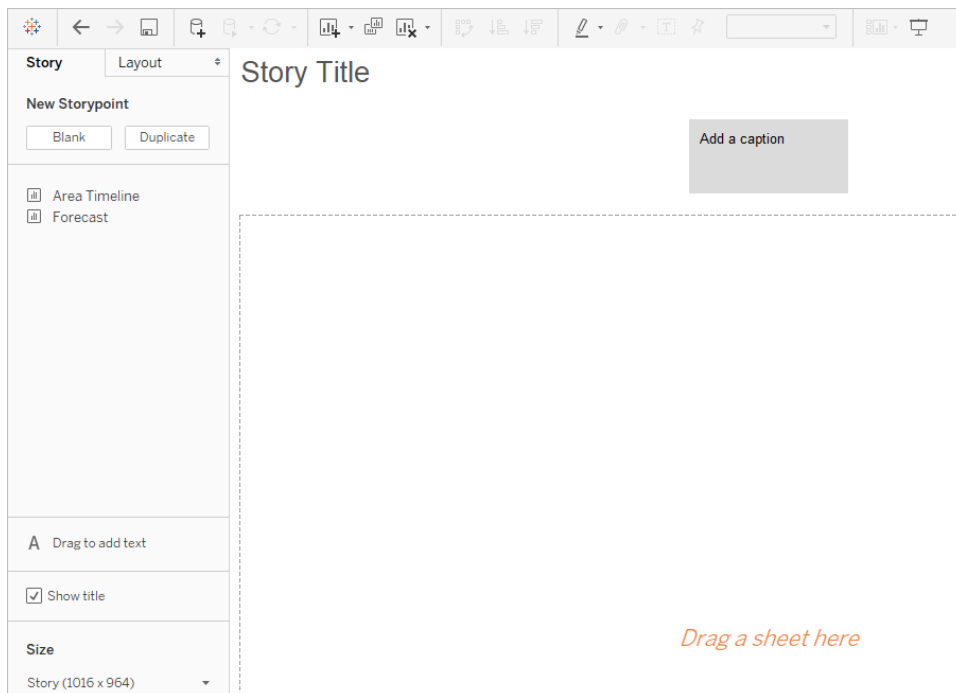 Story
Layout
Story Title
New Storypoint
Blank
Duplicate
Add a caption
Area Timeline
Forecast
A Drag to add text
Show title
Drag a sheet here
Size
Story (1016 x 964)